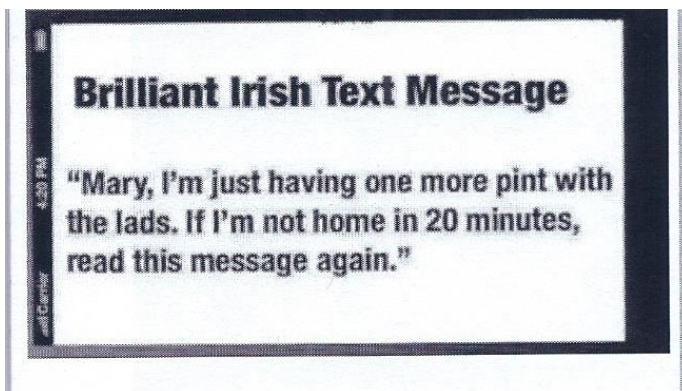 Brilliant Irish Text Message
“Mary, I’m just having one more pint with
the lads. If I’m not home in 20 minutes,
read this message again.”
4:20 PM
Carrier